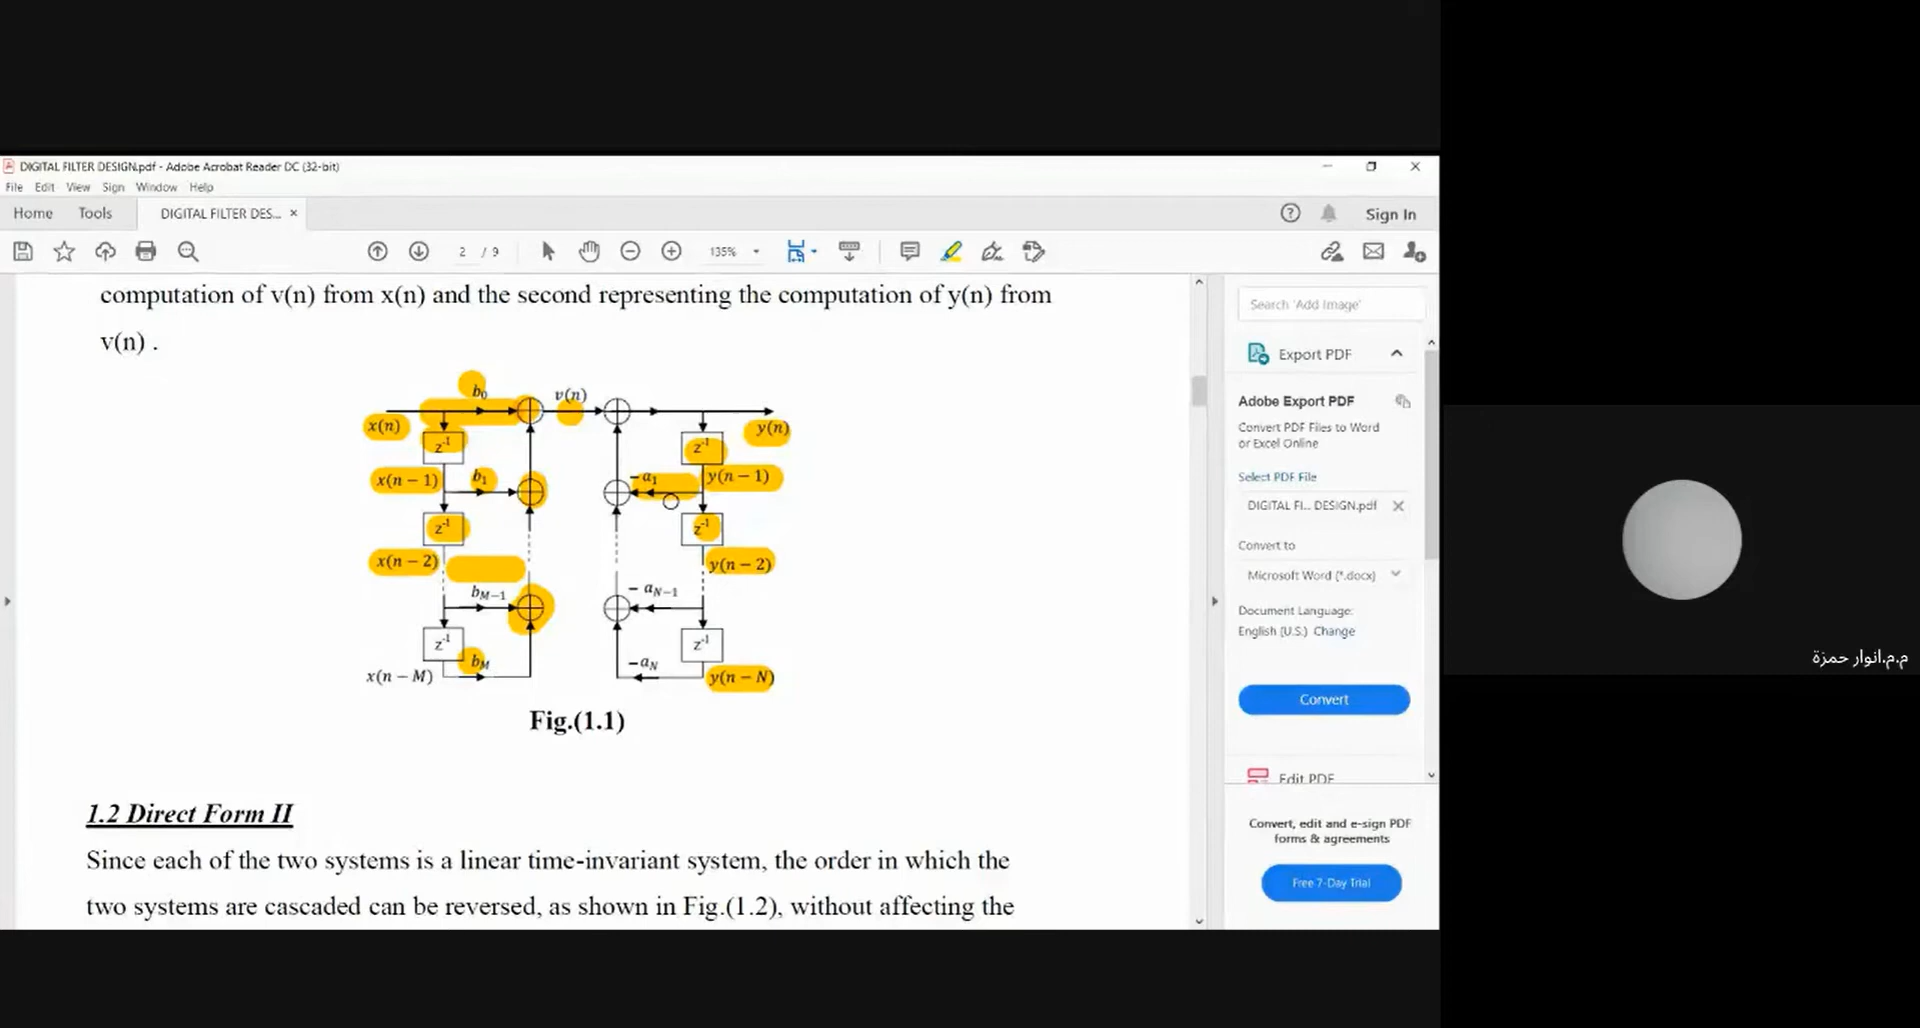 DIGITAL FILTER DESIGN.pdf - Adobe Acrobat Reader DC (32-bit)
File Edit View Sign Window Help
Home Tools DIGITAL FILTER DES... × Sign In
2 / 9 135%
computation of v(n) from x(n) and the second representing the computation of y(n) from
v(n) .
b₀ v(n)
x(n) y(n)
z⁻¹ z⁻¹
x(n − 1) b₁ −a₁ y(n − 1)
z⁻¹ z⁻¹
x(n − 2) y(n − 2)
b_M−1 − a_N−1
z⁻¹ z⁻¹
b_M −a_N
x(n − M) y(n − N)
Fig.(1.1)
1.2 Direct Form II
Since each of the two systems is a linear time-invariant system, the order in which the
two systems are cascaded can be reversed, as shown in Fig.(1.2), without affecting the
Search 'Add Image'
Export PDF
Adobe Export PDF
Convert PDF Files to Word
or Excel Online
Select PDF File
DIGITAL FI... DESIGN.pdf
Convert to
Microsoft Word (*.docx)
Document Language:
English (U.S.) Change
Convert
Edit PDF
Convert, edit and e-sign PDF
forms & agreements
Free 7-Day Trial
م.م.انوار حمزة